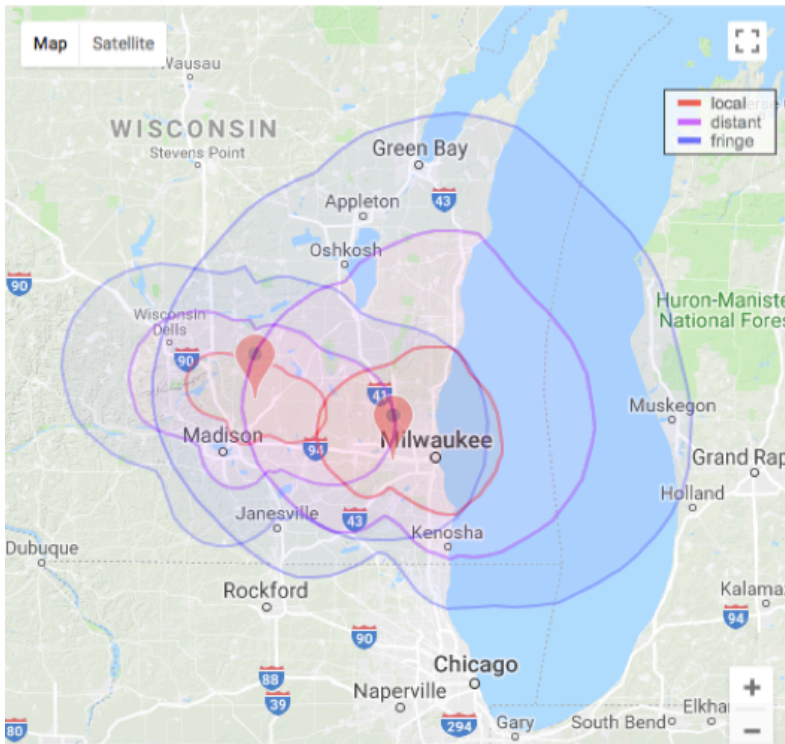 Map Satellite
Wausau
local
distant
fringe
WISCONSIN
Stevens Point
Green Bay
43
Appleton
Oshkosh
90
Huron-Maniste
National Fores
Wisconsin
Dells
90
41
Muskegon
Madison
94
Milwaukee
Grand Rap
Holland
Janesville
43
Kenosha
Dubuque
Rockford
Kalamaz
94
90
Chicago
88
Naperville
39
+
Elkha
80
294
Gary
South Bend
−